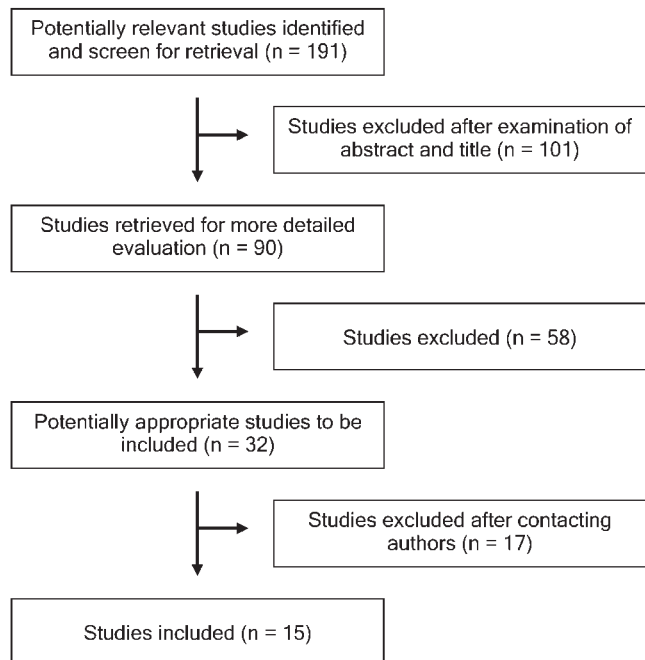 Potentially relevant studies identified
and screen for retrieval (n = 191)
Studies excluded after examination of
abstract and title (n = 101)
Studies retrieved for more detailed
evaluation (n = 90)
Studies excluded (n = 58)
Potentially appropriate studies to be
included (n = 32)
Studies excluded after contacting
authors (n = 17)
Studies included (n = 15)